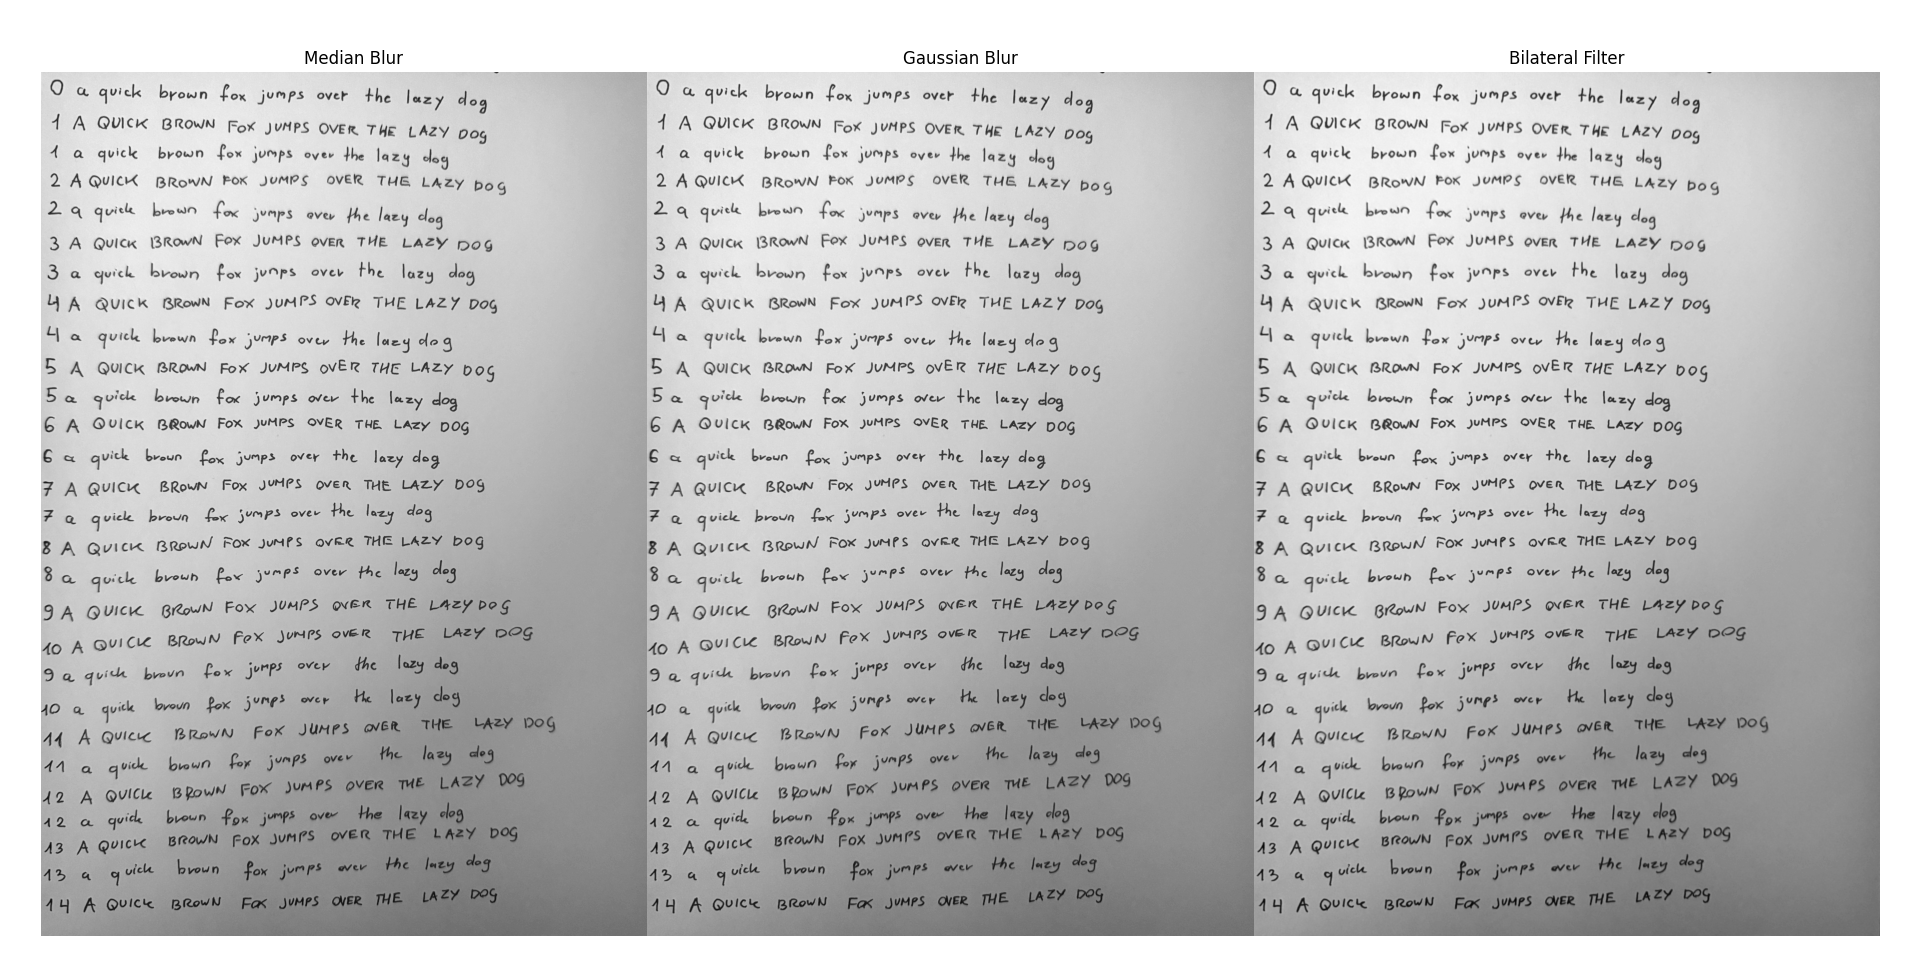 Median Blur
0 a quick brown fox jumps over the lazy dog
1 A QUICK BROWN FOX JUMPS OVER THE LAZY DOG
1 a quick brown fox jumps over the lazy dog
2 A QUICK BROWN FOX JUMPS OVER THE LAZY DOG
2 a quick brown fox jumps over the lazy dog
3 A QUICK BROWN FOX JUMPS OVER THE LAZY DOG
3 a quick brown fox jumps over the lazy dog
4 A QUICK BROWN FOX JUMPS OVER THE LAZY DOG
4 a quick brown fox jumps over the lazy dog
5 A QUICK BROWN FOX JUMPS OVER THE LAZY DOG
5 a quick brown fox jumps over the lazy dog
6 A QUICK BROWN FOX JUMPS OVER THE LAZY DOG
6 a quick brown fox jumps over the lazy dog
7 A QUICK BROWN FOX JUMPS OVER THE LAZY DOG
7 a quick brown fox jumps over the lazy dog
8 A QUICK BROWN FOX JUMPS OVER THE LAZY DOG
8 a quick brown fox jumps over the lazy dog
9 A QUICK BROWN FOX JUMPS OVER THE LAZY DOG
10 A QUICK BROWN FOX JUMPS OVER THE LAZY DOG
9 a quick brown fox jumps over the lazy dog
10 a quick brown fox jumps over the lazy dog
11 A QUICK BROWN FOX JUMPS OVER THE LAZY DOG
11 a quick brown fox jumps over the lazy dog
12 A QUICK BROWN FOX JUMPS OVER THE LAZY DOG
12 a quick brown fox jumps over the lazy dog
13 A QUICK BROWN FOX JUMPS OVER THE LAZY DOG
13 a quick brown fox jumps over the lazy dog
14 A QUICK BROWN FOX JUMPS OVER THE LAZY DOG
Gaussian Blur
0 a quick brown fox jumps over the lazy dog
1 A QUICK BROWN FOX JUMPS OVER THE LAZY DOG
1 a quick brown fox jumps over the lazy dog
2 A QUICK BROWN FOX JUMPS OVER THE LAZY DOG
2 a quick brown fox jumps over the lazy dog
3 A QUICK BROWN FOX JUMPS OVER THE LAZY DOG
3 a quick brown fox jumps over the lazy dog
4 A QUICK BROWN FOX JUMPS OVER THE LAZY DOG
4 a quick brown fox jumps over the lazy dog
5 A QUICK BROWN FOX JUMPS OVER THE LAZY DOG
5 a quick brown fox jumps over the lazy dog
6 A QUICK BROWN FOX JUMPS OVER THE LAZY DOG
6 a quick brown fox jumps over the lazy dog
7 A QUICK BROWN FOX JUMPS OVER THE LAZY DOG
7 a quick brown fox jumps over the lazy dog
8 A QUICK BROWN FOX JUMPS OVER THE LAZY DOG
8 a quick brown fox jumps over the lazy dog
9 A QUICK BROWN FOX JUMPS OVER THE LAZY DOG
10 A QUICK BROWN FOX JUMPS OVER THE LAZY DOG
9 a quick brown fox jumps over the lazy dog
10 a quick brown fox jumps over the lazy dog
11 A QUICK BROWN FOX JUMPS OVER THE LAZY DOG
11 a quick brown fox jumps over the lazy dog
12 A QUICK BROWN FOX JUMPS OVER THE LAZY DOG
12 a quick brown fox jumps over the lazy dog
13 A QUICK BROWN FOX JUMPS OVER THE LAZY DOG
13 a quick brown fox jumps over the lazy dog
14 A QUICK BROWN FOX JUMPS OVER THE LAZY DOG
Bilateral Filter
0 a quick brown fox jumps over the lazy dog
1 A QUICK BROWN FOX JUMPS OVER THE LAZY DOG
1 a quick brown fox jumps over the lazy dog
2 A QUICK BROWN FOX JUMPS OVER THE LAZY DOG
2 a quick brown fox jumps over the lazy dog
3 A QUICK BROWN FOX JUMPS OVER THE LAZY DOG
3 a quick brown fox jumps over the lazy dog
4 A QUICK BROWN FOX JUMPS OVER THE LAZY DOG
4 a quick brown fox jumps over the lazy dog
5 A QUICK BROWN FOX JUMPS OVER THE LAZY DOG
5 a quick brown fox jumps over the lazy dog
6 A QUICK BROWN FOX JUMPS OVER THE LAZY DOG
6 a quick brown fox jumps over the lazy dog
7 A QUICK BROWN FOX JUMPS OVER THE LAZY DOG
7 a quick brown fox jumps over the lazy dog
8 A QUICK BROWN FOX JUMPS OVER THE LAZY DOG
8 a quick brown fox jumps over the lazy dog
9 A QUICK BROWN FOX JUMPS OVER THE LAZY DOG
10 A QUICK BROWN FOX JUMPS OVER THE LAZY DOG
9 a quick brown fox jumps over the lazy dog
10 a quick brown fox jumps over the lazy dog
11 A QUICK BROWN FOX JUMPS OVER THE LAZY DOG
11 a quick brown fox jumps over the lazy dog
12 A QUICK BROWN FOX JUMPS OVER THE LAZY DOG
12 a quick brown fox jumps over the lazy dog
13 A QUICK BROWN FOX JUMPS OVER THE LAZY DOG
13 a quick brown fox jumps over the lazy dog
14 A QUICK BROWN FOX JUMPS OVER THE LAZY DOG